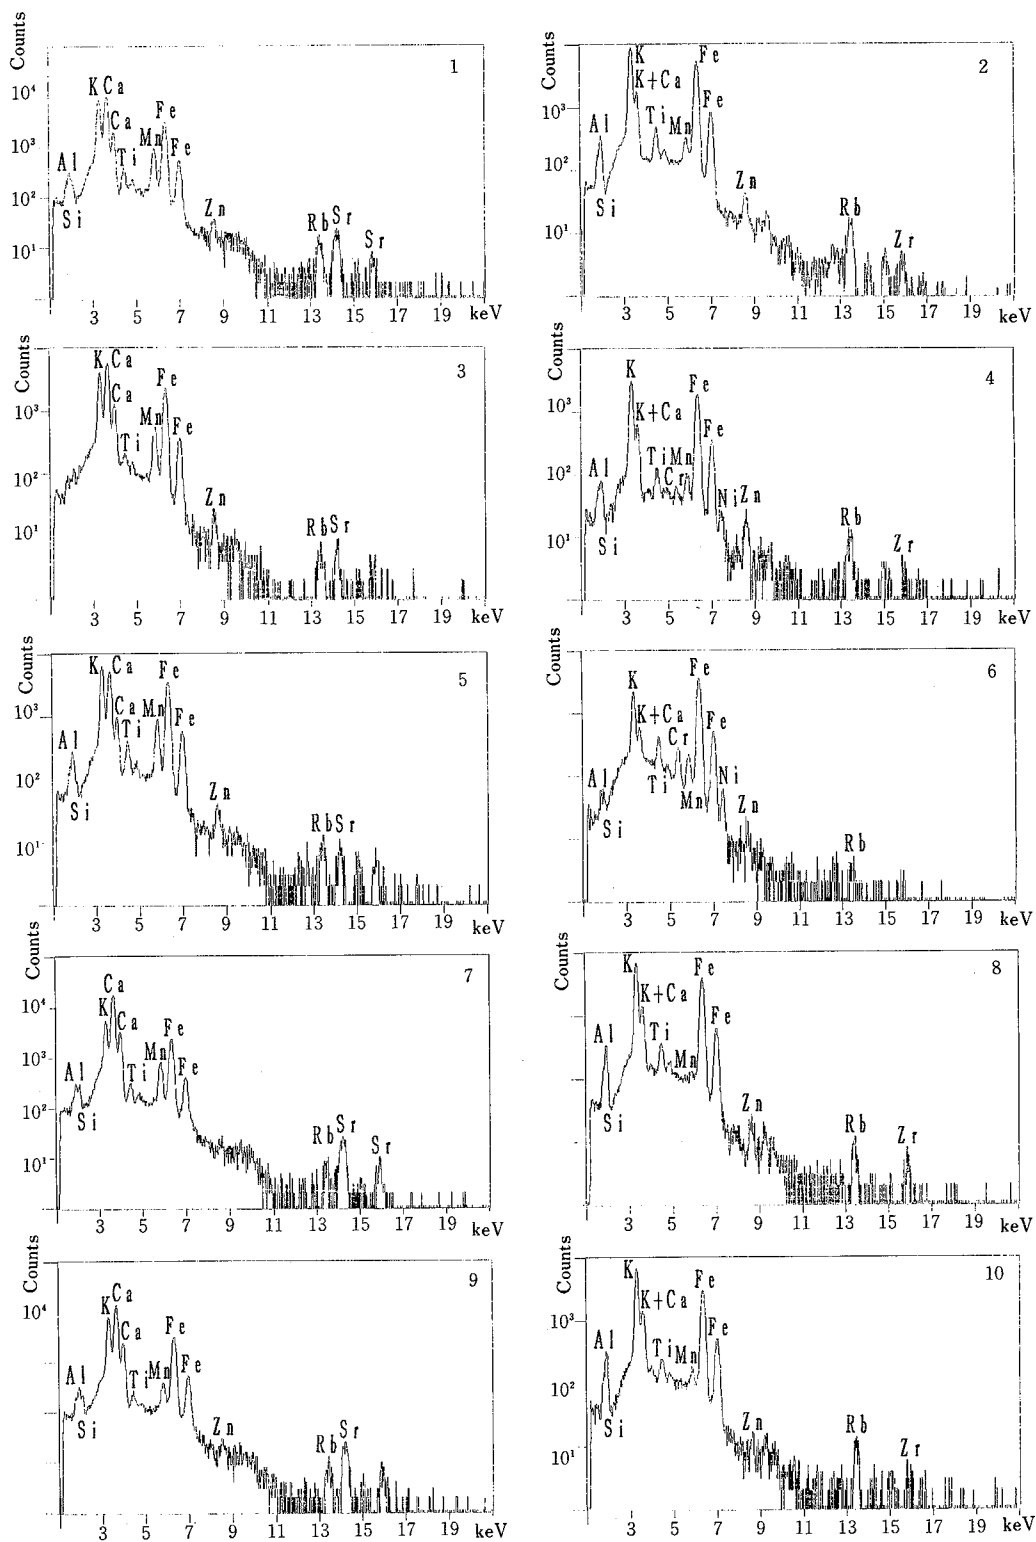 Counts
1
10⁴
10³
10²
10¹
K Ca
Ca
Fe
Mn
Fe
Al
Ti
Si
Zn
Rb
Sr
Sr
3 5 7 9 11 13 15 17 19 keV
Counts
2
10³
10²
10¹
K
K+Ca
Fe
Fe
Al
Ti
Mn
Si
Zn
Rb
Zr
3 5 7 9 11 13 15 17 19 keV
Counts
3
10³
10²
10¹
K Ca
Ca
Fe
Mn
Fe
Ti
Zn
Rb
Sr
3 5 7 9 11 13 15 17 19 keV
Counts
4
10³
10²
10¹
K
K+Ca
Fe
Fe
Al
Ti Mn
Cr
Ni Zn
Si
Rb
Zr
3 5 7 9 11 13 15 17 19 keV
Counts
5
10³
10²
10¹
K Ca
Fe
Ca Mn
Ti
Fe
Al
Si
Zn
Rb Sr
3 5 7 9 11 13 15 17 19 keV
Counts
6
Fe
K
K+Ca
Fe
Cr
Al
Ti
Ni
Mn
Zn
Si
Rb
3 5 7 9 11 13 15 17 19 keV
Counts
7
10⁴
10³
10²
10¹
Ca
K
Ca
Fe
Mn
Fe
Al
Ti
Si
Rb
Sr
Sr
3 5 7 9 11 13 15 17 19 keV
Counts
8
K
Fe
K+Ca
Fe
Ti
Mn
Al
Si
Zn
Rb
Zr
3 5 7 9 11 13 15 17 19 keV
Counts
9
10⁴
Ca
K
Ca
Fe
Fe
Al
Ti
Mn
Si
Zn
Rb
Sr
3 5 7 9 11 13 15 17 19 keV
Counts
10
10³
10²
10¹
K
Fe
K+Ca
Fe
Al
Ti
Mn
Si
Zn
Rb
Zr
3 5 7 9 11 13 15 17 19 keV